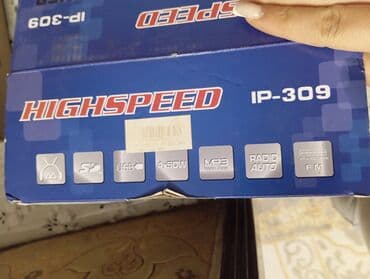 IP-309
SPEED
HIGHSPEED IP-309
SD USB 4x50W MP3 RADIO AUTO FM